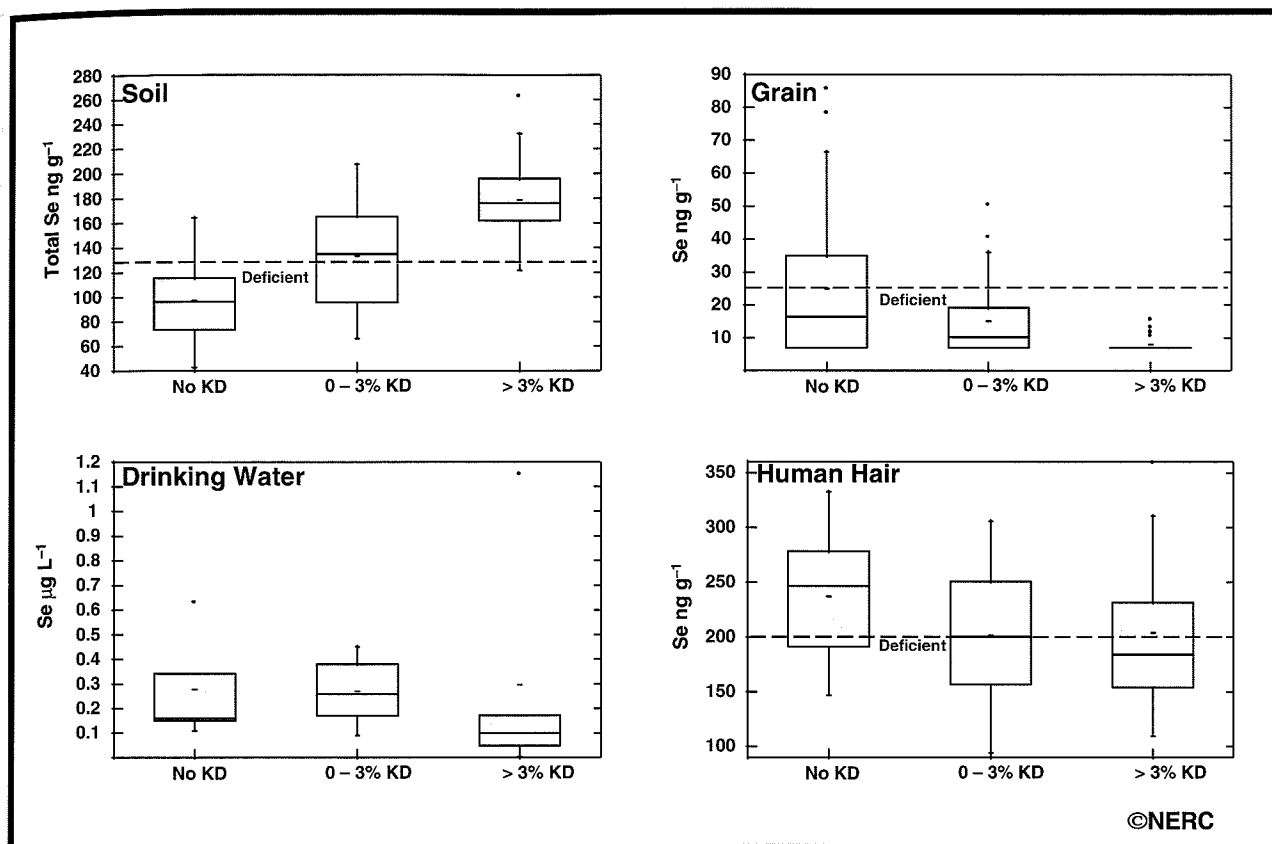 Soil
Total Se ng g⁻¹
280
260
240
220
200
180
160
140
120
100
80
60
40
Deficient
No KD
0 – 3% KD
> 3% KD
Grain
Se ng g⁻¹
90
80
70
60
50
40
30
20
10
Deficient
No KD
0 – 3% KD
> 3% KD
Drinking Water
Se µg L⁻¹
1.2
1.1
1
0.9
0.8
0.7
0.6
0.5
0.4
0.3
0.2
0.1
No KD
0 – 3% KD
> 3% KD
Human Hair
Se ng g⁻¹
350
300
250
200
150
100
Deficient
No KD
0 – 3% KD
> 3% KD
©NERC